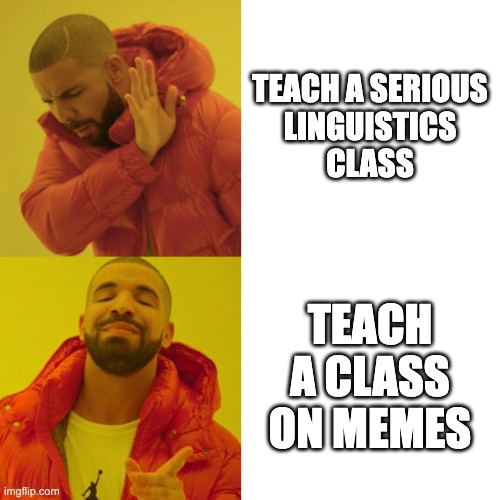 TEACH A SERIOUS
LINGUISTICS
CLASS
TEACH
A CLASS
ON MEMES
imgflip.com